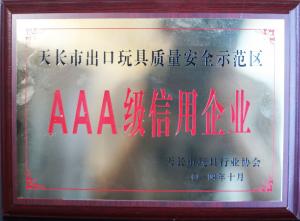 天长市出口玩具质量安全示范区
AAA级信用企业
天长市玩具行业协会
年十月